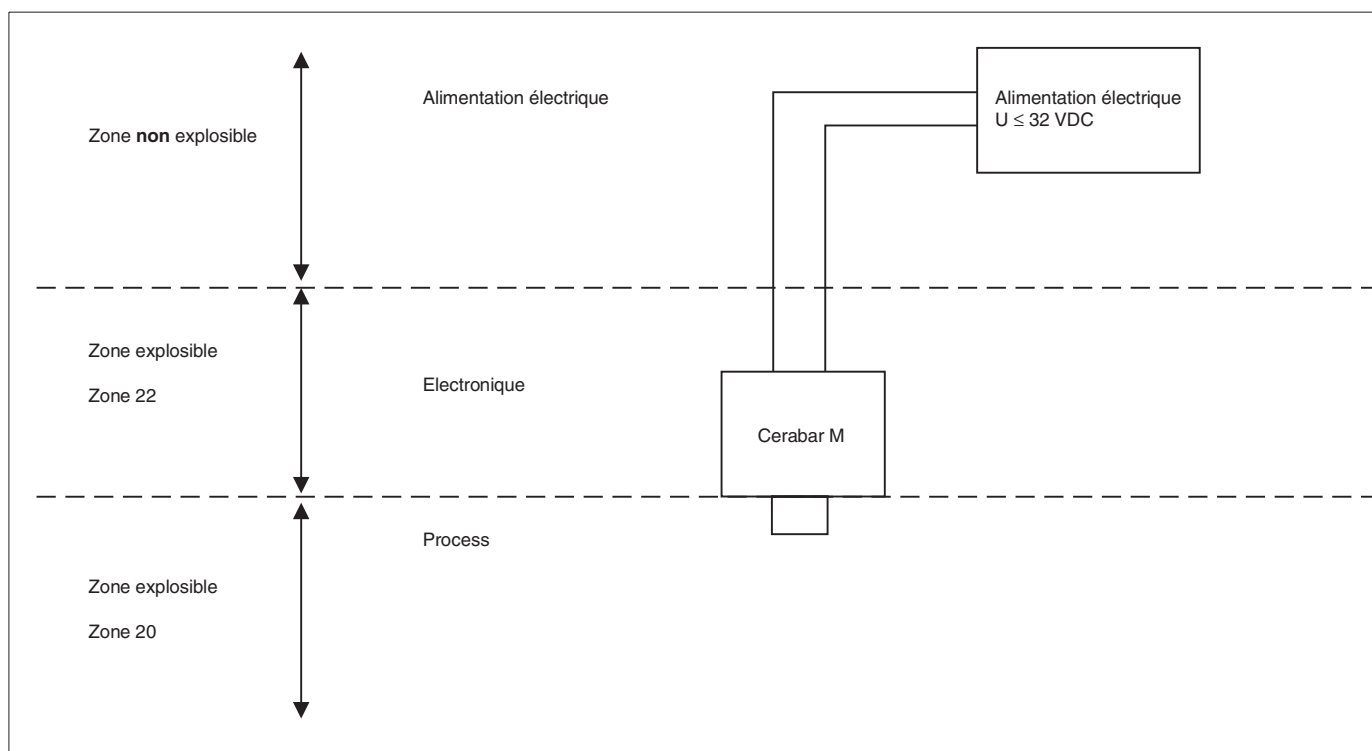 Alimentation électrique
Zone non explosible
Alimentation électrique
U ≤ 32 VDC
Zone explosible
Zone 22
Electronique
Cerabar M
Process
Zone explosible
Zone 20